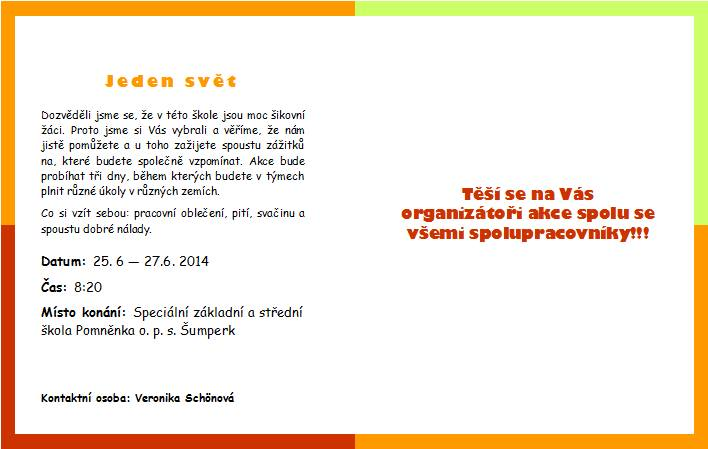 Jeden svět
Dozvěděli jsme se, že v této škole jsou moc šikovní
žáci. Proto jsme si Vás vybrali a věříme, že nám
jistě pomůžete a u toho zažijete spoustu zážitků
na, které budete společně vzpomínat. Akce bude
probíhat tři dny, během kterých budete v týmech
plnit různé úkoly v různých zemích.
Co si vzít sebou: pracovní oblečení, pití, svačinu a
spoustu dobré nálady.
Datum: 25. 6 — 27.6. 2014
Čas: 8:20
Místo konání: Speciální základní a střední
škola Pomněnka o. p. s. Šumperk
Kontaktní osoba: Veronika Schönová
Těší se na Vás
organizátoři akce spolu se
všemi spolupracovníky!!!